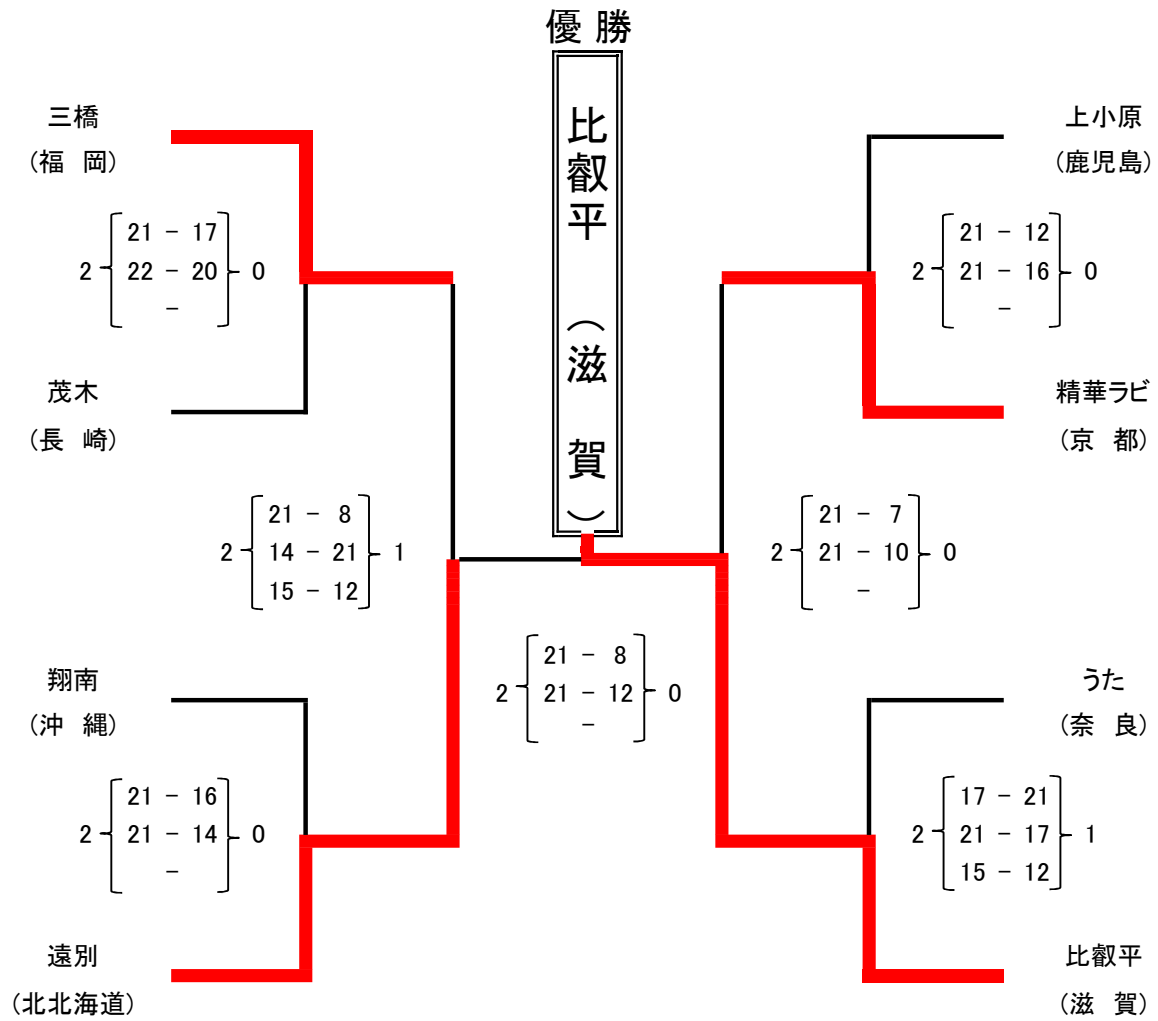 優 勝
比叡平 （滋 賀）
三橋
（福 岡）
21 － 17
2 22 － 20 0
－
茂木
（長 崎）
21 － 8
2 14 － 21 1
15 － 12
翔南
（沖 縄）
21 － 16
2 21 － 14 0
－
遠別
（北北海道）
21 － 8
2 21 － 12 0
－
上小原
（鹿児島）
21 － 12
2 21 － 16 0
－
精華ラビ
（京 都）
21 － 7
2 21 － 10 0
－
うた
（奈 良）
17 － 21
2 21 － 17 1
15 － 12
比叡平
（滋 賀）